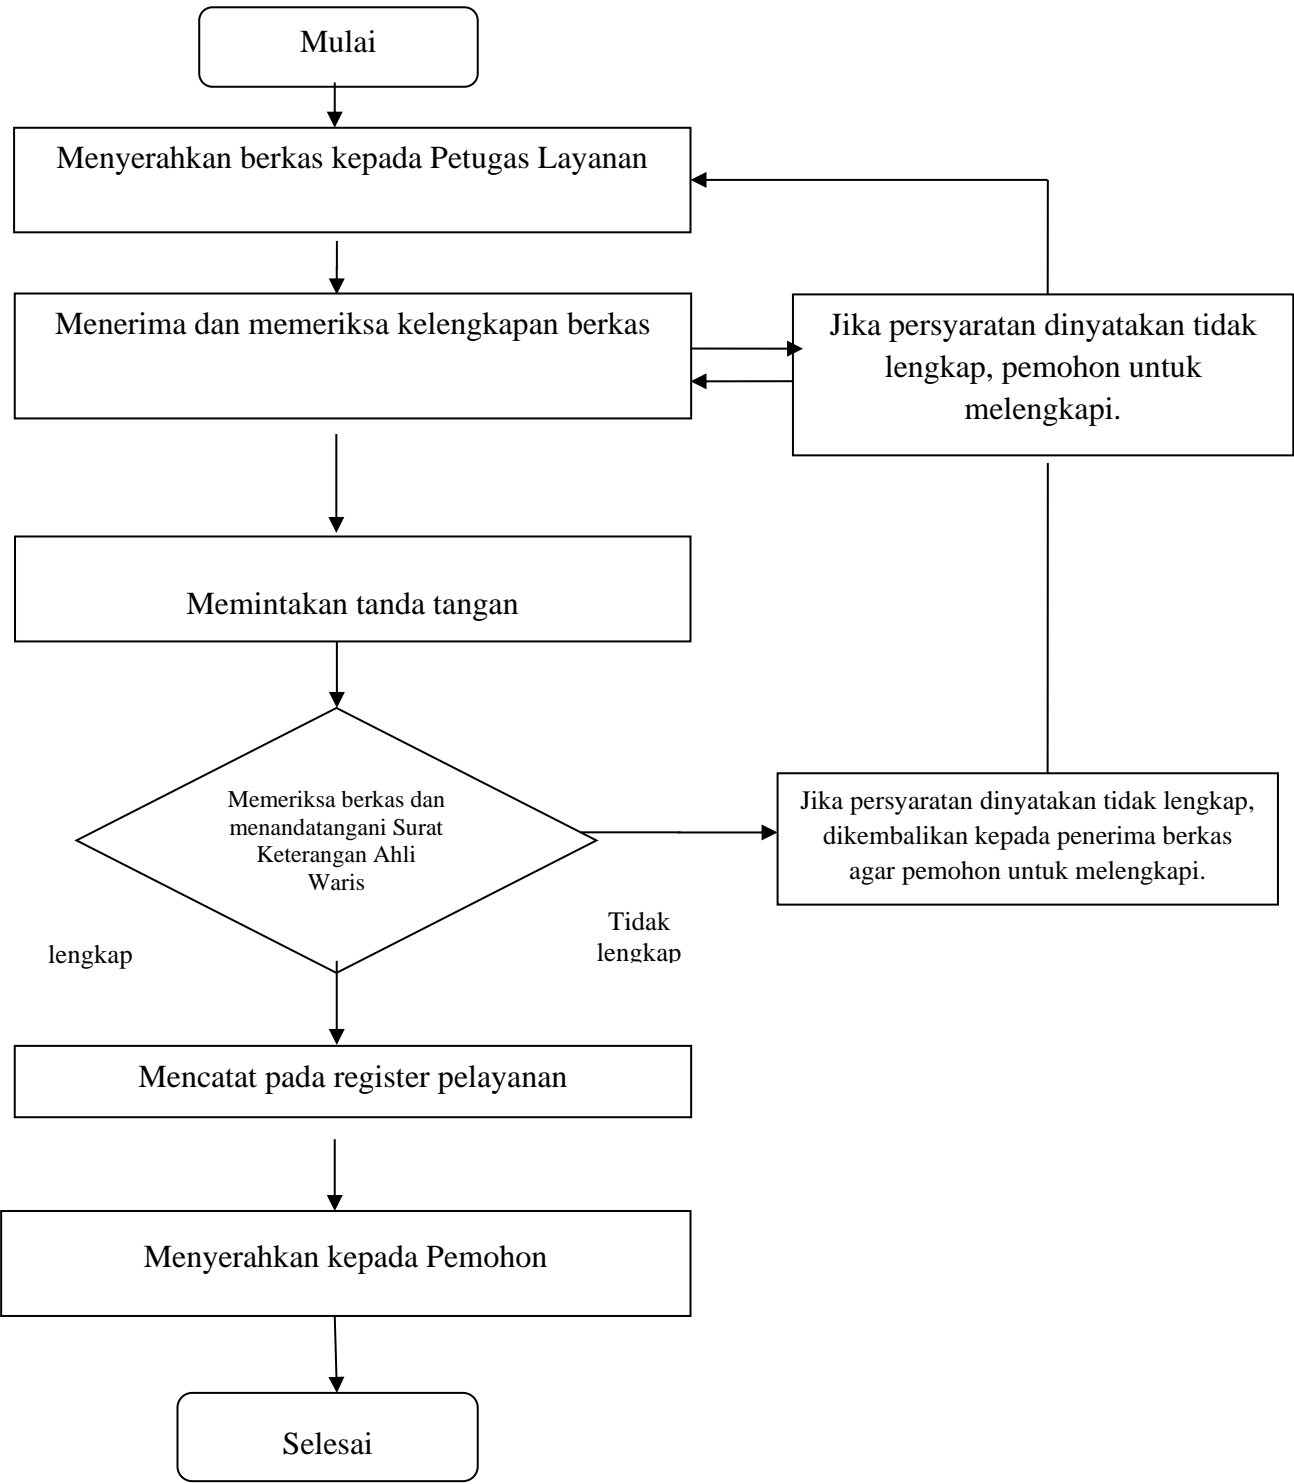 Mulai
Menyerahkan berkas kepada Petugas Layanan
Menerima dan memeriksa kelengkapan berkas
Jika persyaratan dinyatakan tidak
lengkap, pemohon untuk
melengkapi.
Memintakan tanda tangan
Memeriksa berkas dan
menandatangani Surat
Keterangan Ahli
Waris
Jika persyaratan dinyatakan tidak lengkap,
dikembalikan kepada penerima berkas
agar pemohon untuk melengkapi.
lengkap
Tidak
lengkap
Mencatat pada register pelayanan
Menyerahkan kepada Pemohon
Selesai